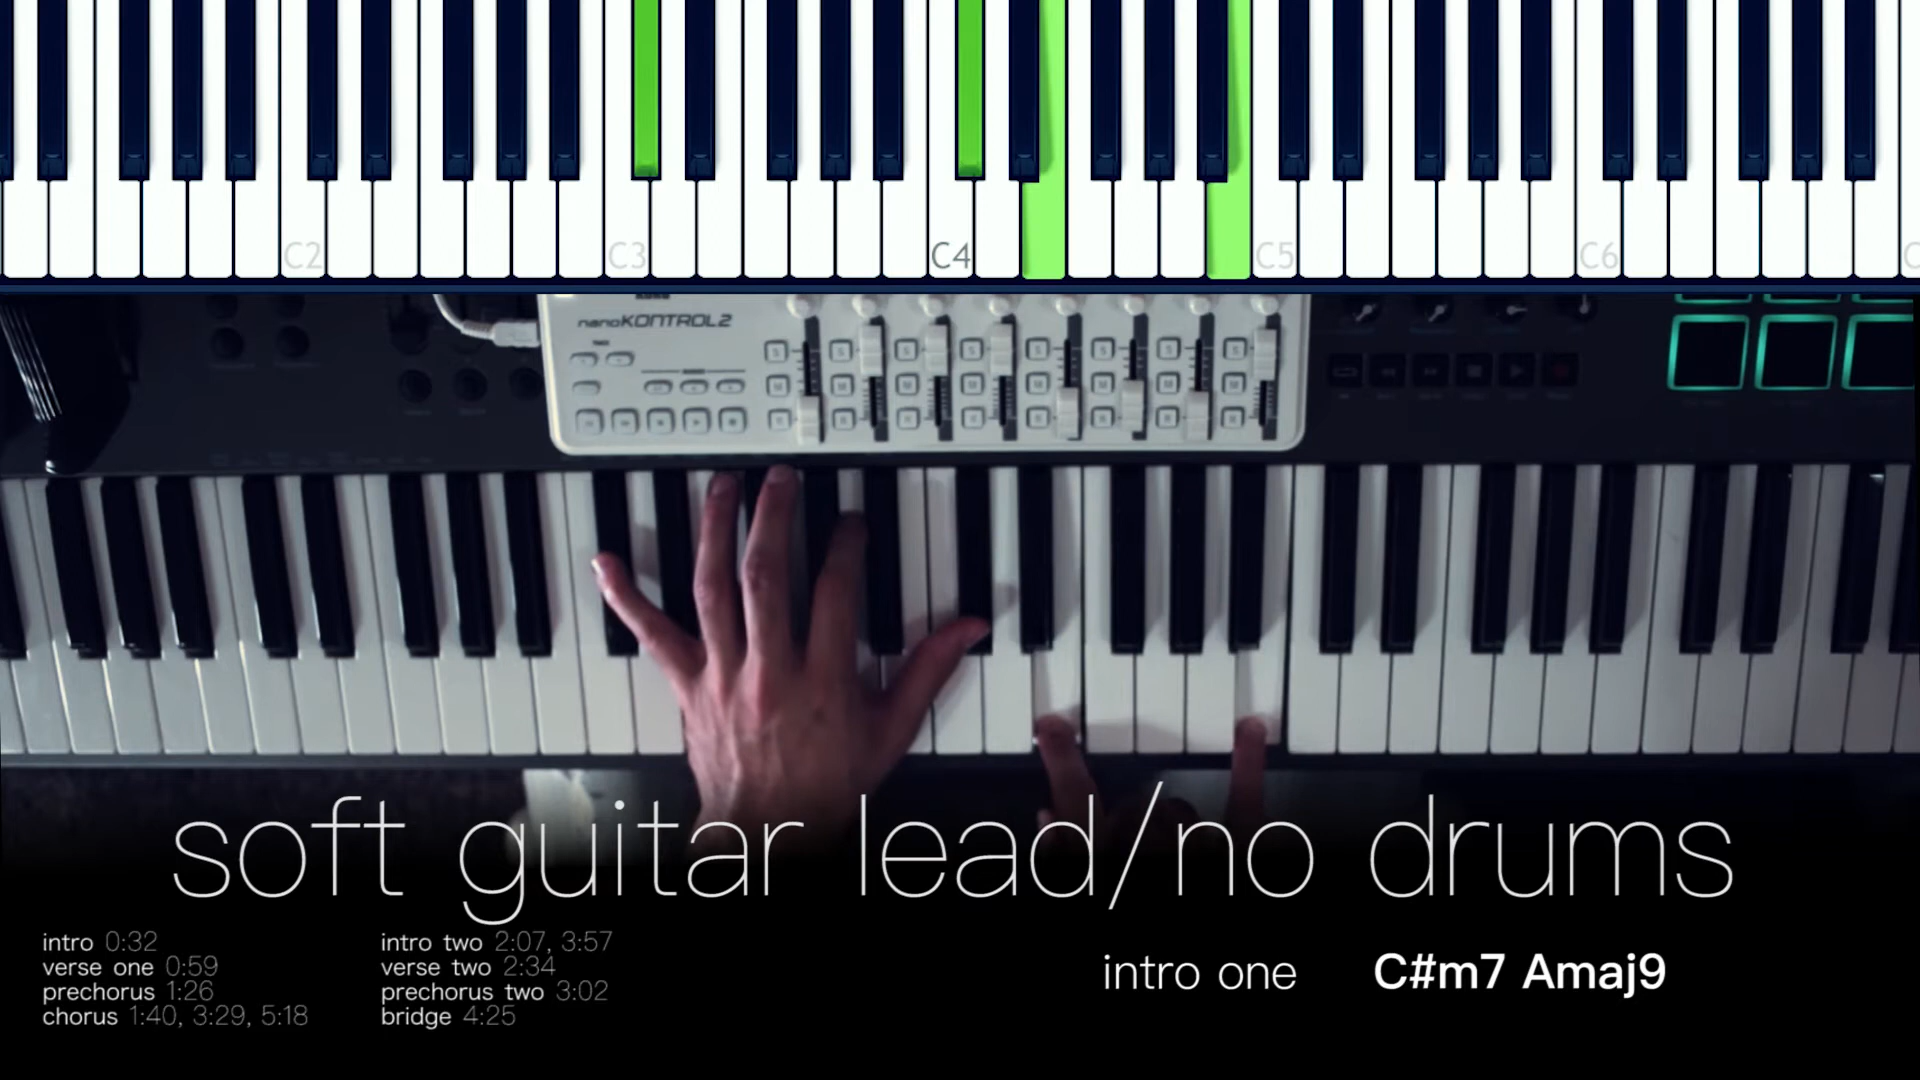 C2 C3 C4 C5 C6 C
nanoKONTROL2
soft guitar lead/no drums
intro 0:32
verse one 0:59
prechorus 1:26
chorus 1:40, 3:29, 5:18
intro two 2:07, 3:57
verse two 2:34
prechorus two 3:02
bridge 4:25
intro one C#m7 Amaj9